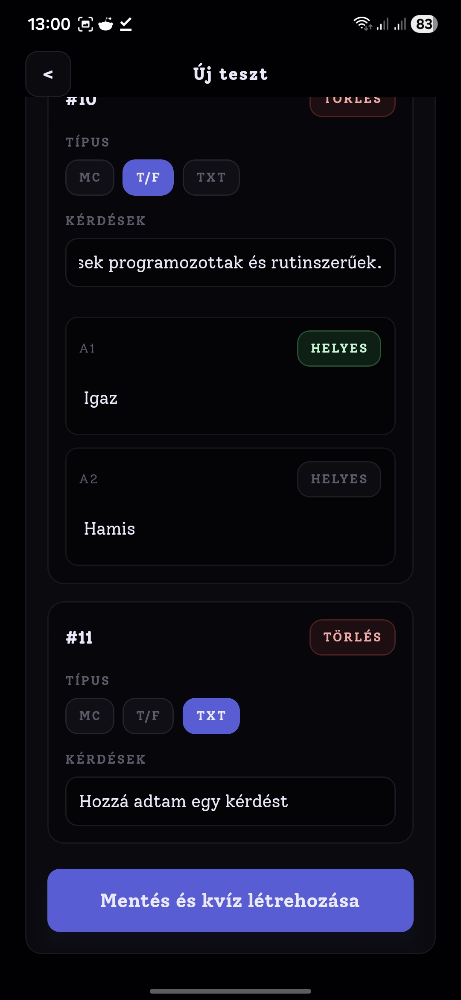 13:00
83
<
Új teszt
#10
TÖRLÉS
TÍPUS
MC
T/F
TXT
KÉRDÉSEK
sek programozottak és rutinszerűek.
A1
HELYES
Igaz
A2
HELYES
Hamis
#11
TÖRLÉS
TÍPUS
MC
T/F
TXT
KÉRDÉSEK
Hozzá adtam egy kérdést
Mentés és kvíz létrehozása